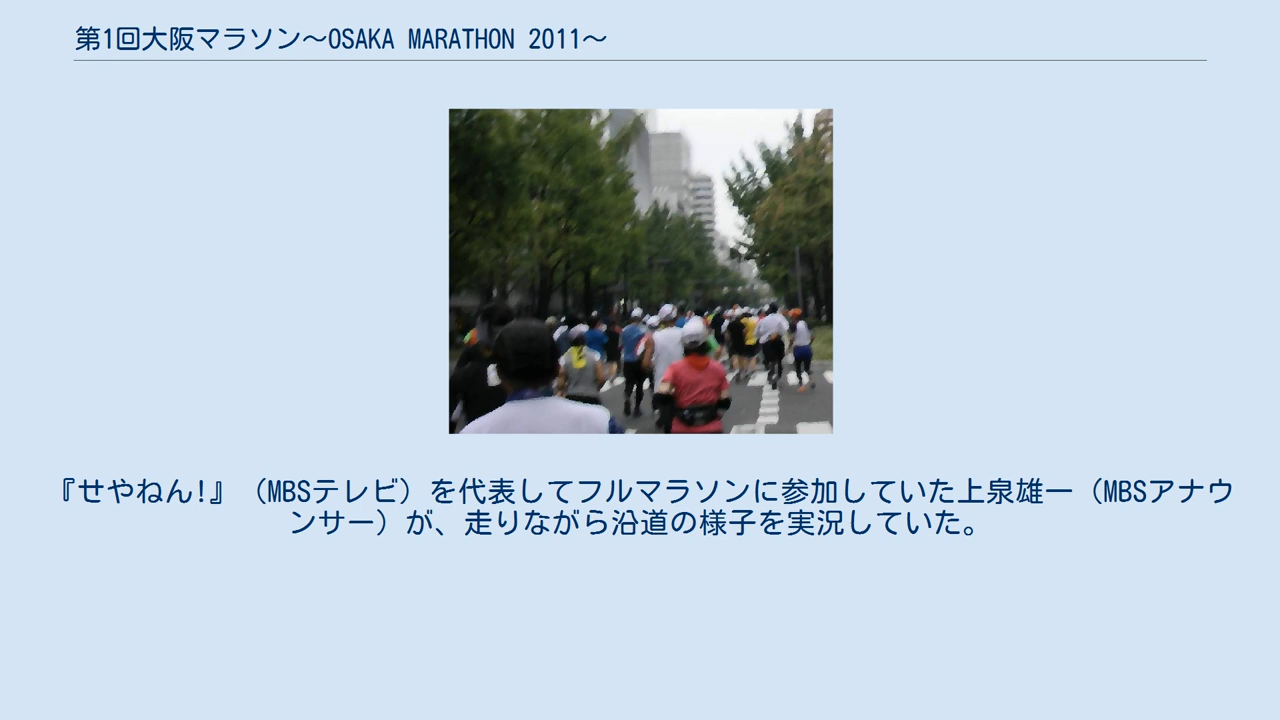 第1回大阪マラソン～OSAKA MARATHON 2011～
『せやねん!』（MBSテレビ）を代表してフルマラソンに参加していた上泉雄一（MBSアナウ
ンサー）が、走りながら沿道の様子を実況していた。